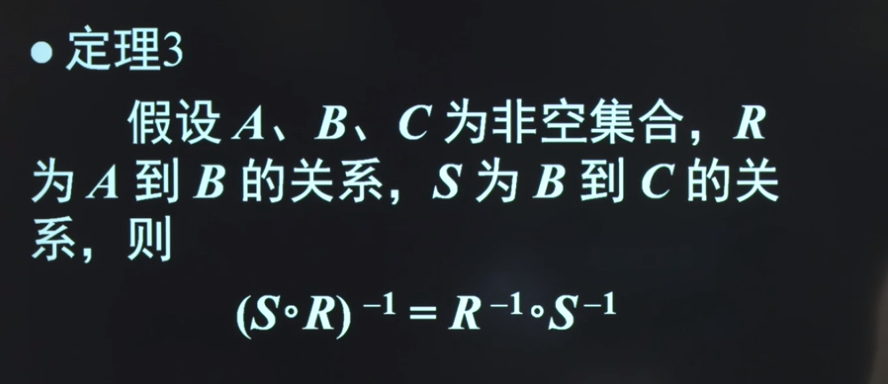 ● 定理3
假设 A、B、C 为非空集合，R
为 A 到 B 的关系，S 为 B 到 C 的关
系，则
(S∘R)⁻¹ = R⁻¹∘S⁻¹